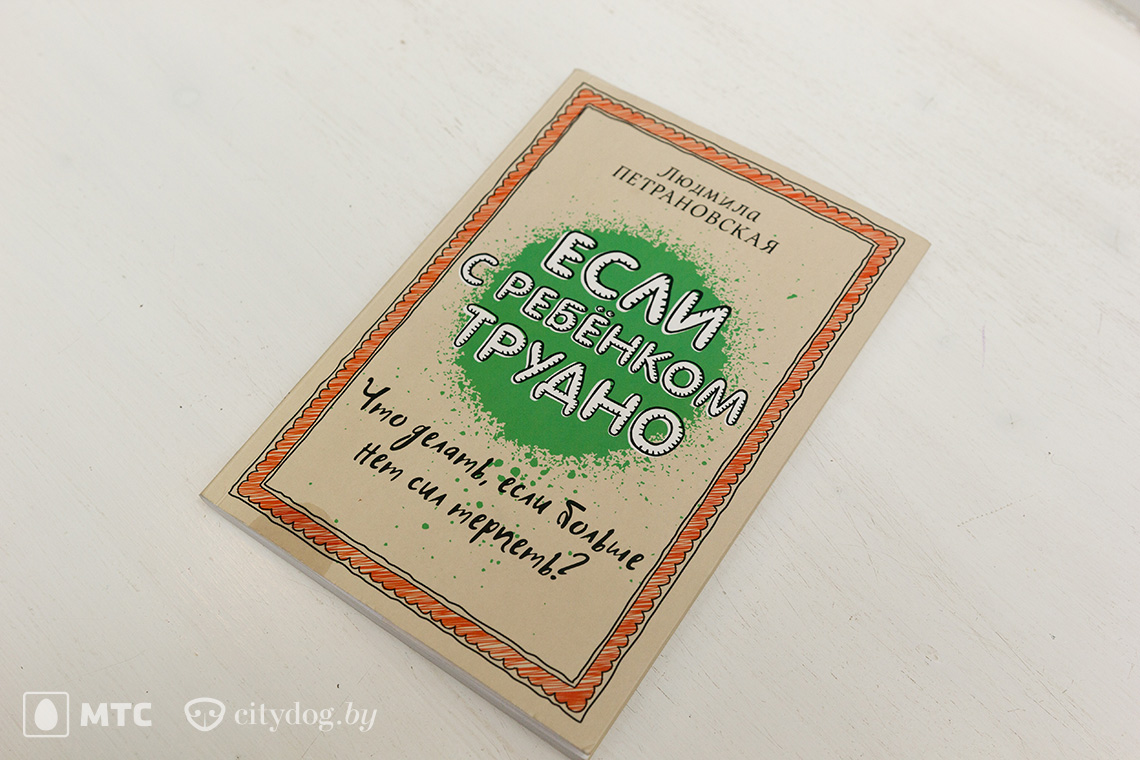 Людмила
ПЕТРАНОВСКАЯ
ЕСЛИ
С РЕБЁНКОМ
ТРУДНО
Что делать, если больше
нет сил терпеть?
МТС
citydog.by